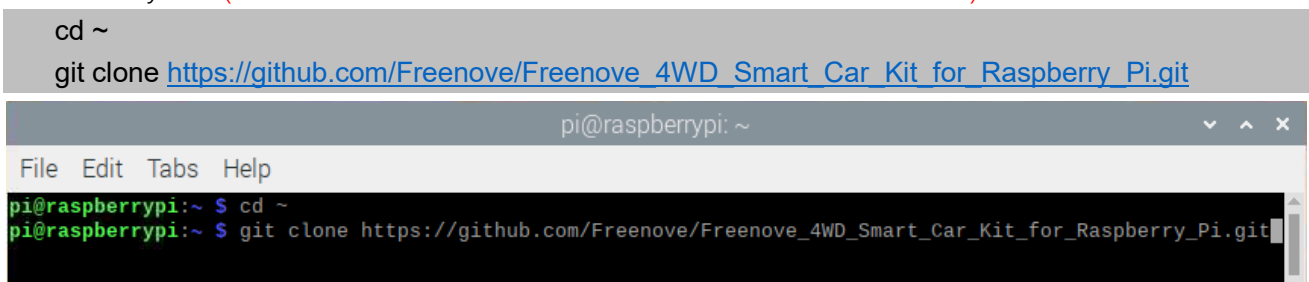 cd ~
git clone https://github.com/Freenove/Freenove_4WD_Smart_Car_Kit_for_Raspberry_Pi.git
pi@raspberrypi: ~
File Edit Tabs Help
pi@raspberrypi:~ $ cd ~
pi@raspberrypi:~ $ git clone https://github.com/Freenove/Freenove_4WD_Smart_Car_Kit_for_Raspberry_Pi.git